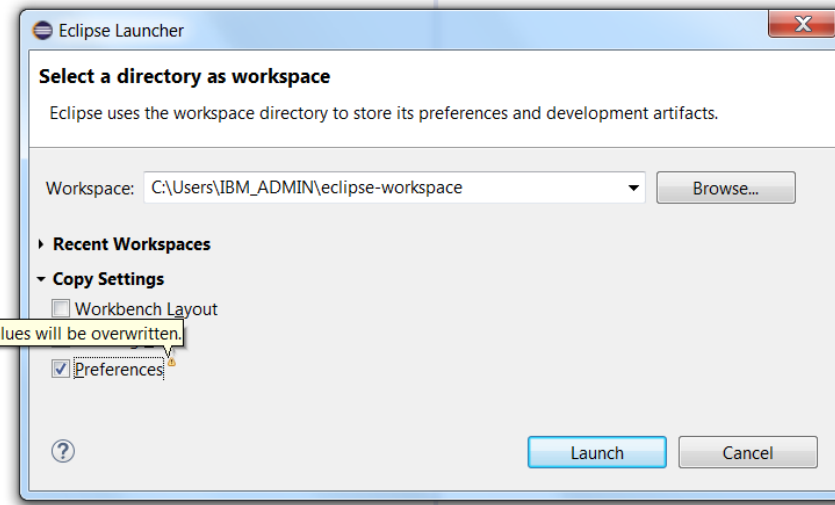 Eclipse Launcher
Select a directory as workspace
Eclipse uses the workspace directory to store its preferences and development artifacts.
Workspace: C:\Users\IBM_ADMIN\eclipse-workspace Browse...
Recent Workspaces
Copy Settings
Workbench Layout
lues will be overwritten.
Preferences
Launch Cancel